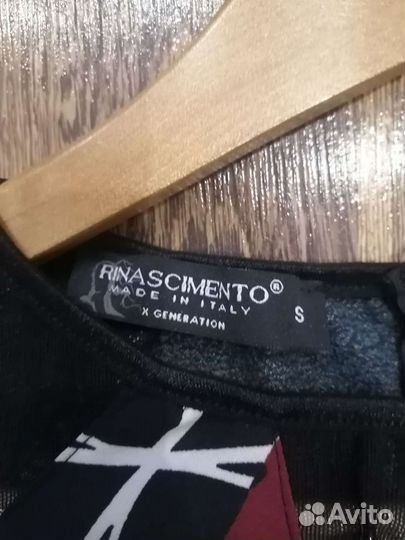 RINASCIMENTO®
MADE IN ITALY
X GENERATION
S
Avito